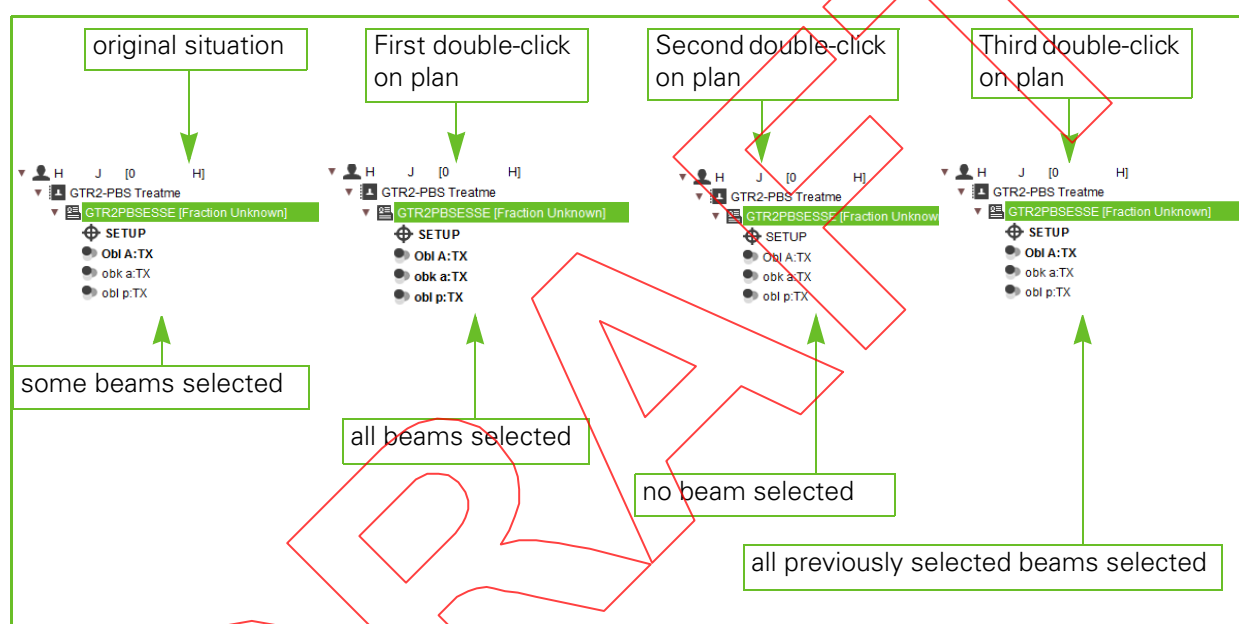 original situation
First double-click
on plan
Second double-click
on plan
Third double-click
on plan
H J [0 H]
GTR2-PBS Treatme
GTR2PBSESSE [Fraction Unknown]
SETUP
Obl A:TX
obk a:TX
obl p:TX
H J [0 H]
GTR2-PBS Treatme
GTR2PBSESSE [Fraction Unknown]
SETUP
Obl A:TX
obk a:TX
obl p:TX
H J [0 H]
GTR2-PBS Treatme
GTR2PBSESSE [Fraction Unknow
SETUP
Obl A:TX
obk a:TX
obl p:TX
H J [0 H]
GTR2-PBS Treatme
GTR2PBSESSE [Fraction Unknown]
SETUP
Obl A:TX
obk a:TX
obl p:TX
some beams selected
all beams selected
no beam selected
all previously selected beams selected